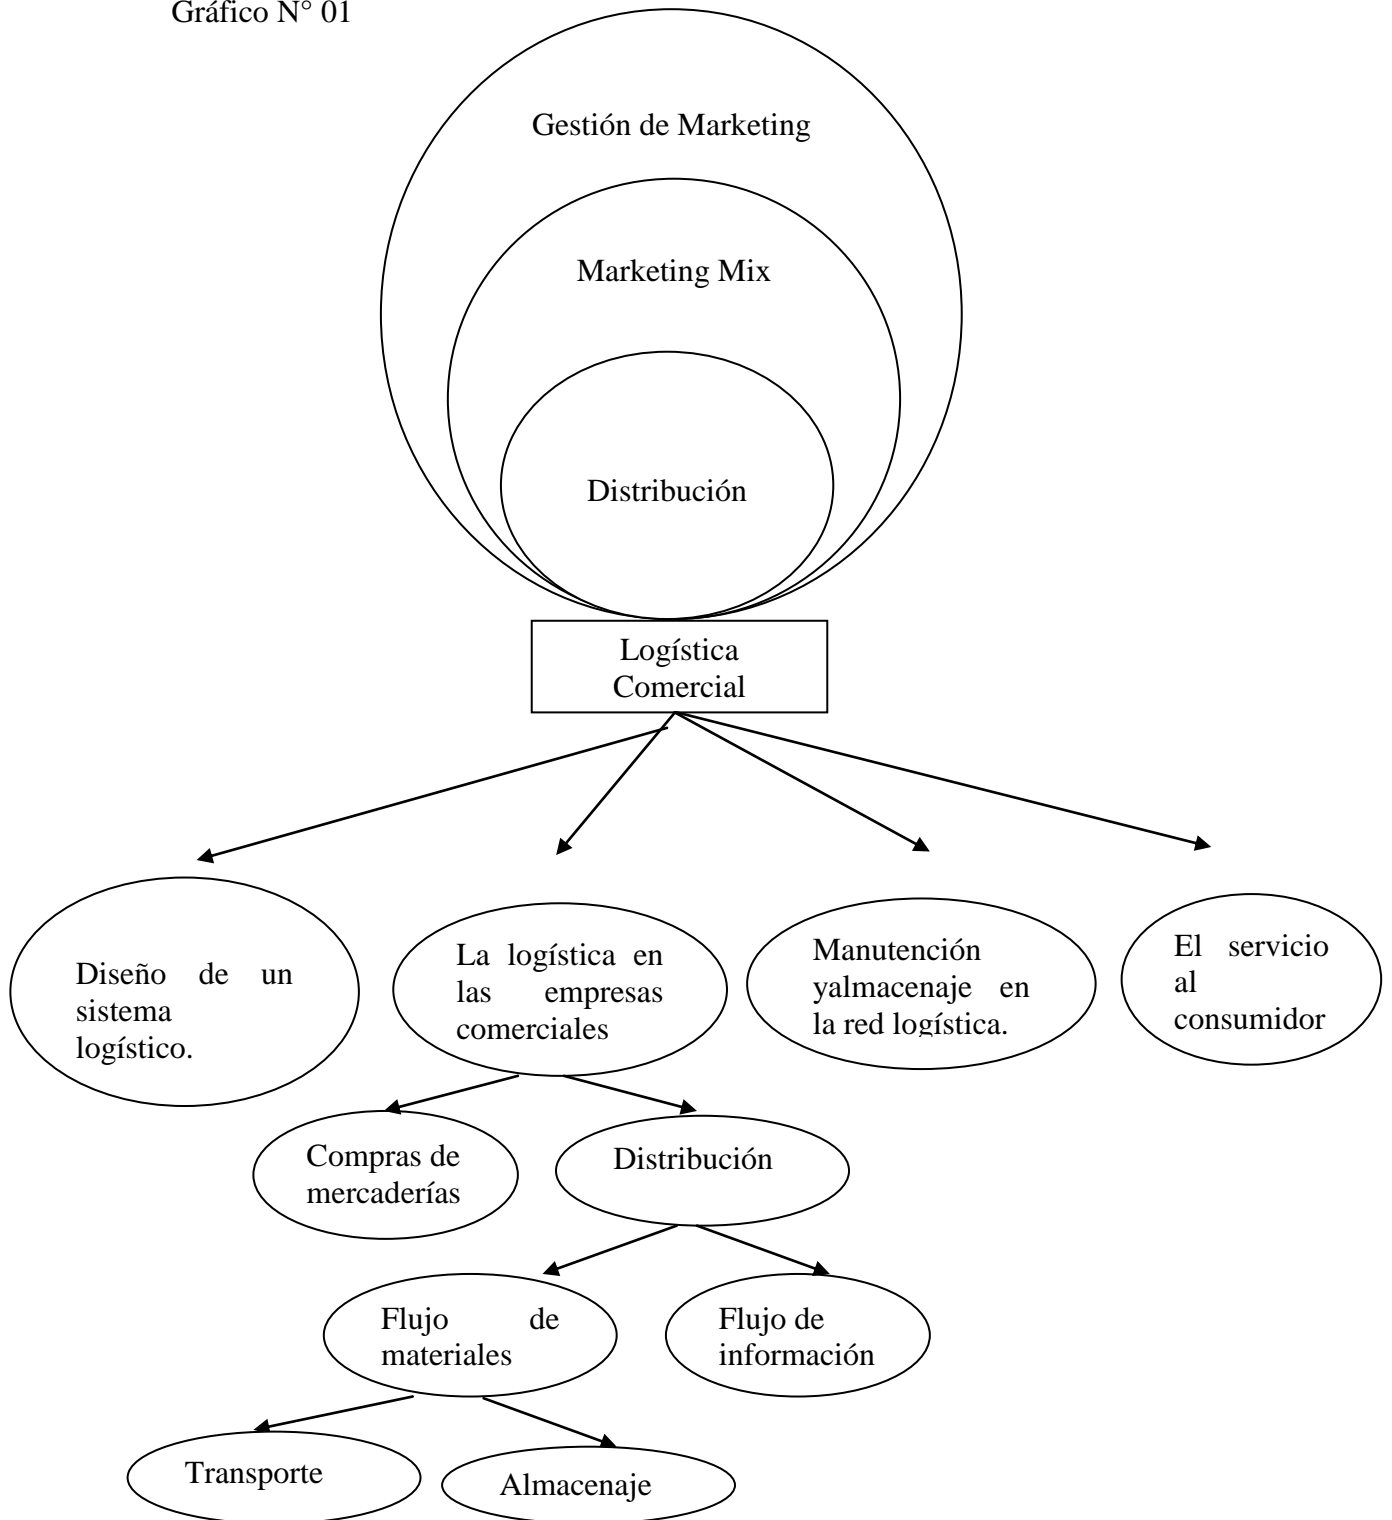 Gráfico N° 01
Gestión de Marketing
Marketing Mix
Distribución
Logística
Comercial
Diseño de un
sistema
logístico.
La logística en
las empresas
comerciales
Manutención
yalmacenaje en
la red logística.
El servicio
al
consumidor
Compras de
mercaderías
Distribución
Flujo de
materiales
Flujo de
información
Transporte
Almacenaje